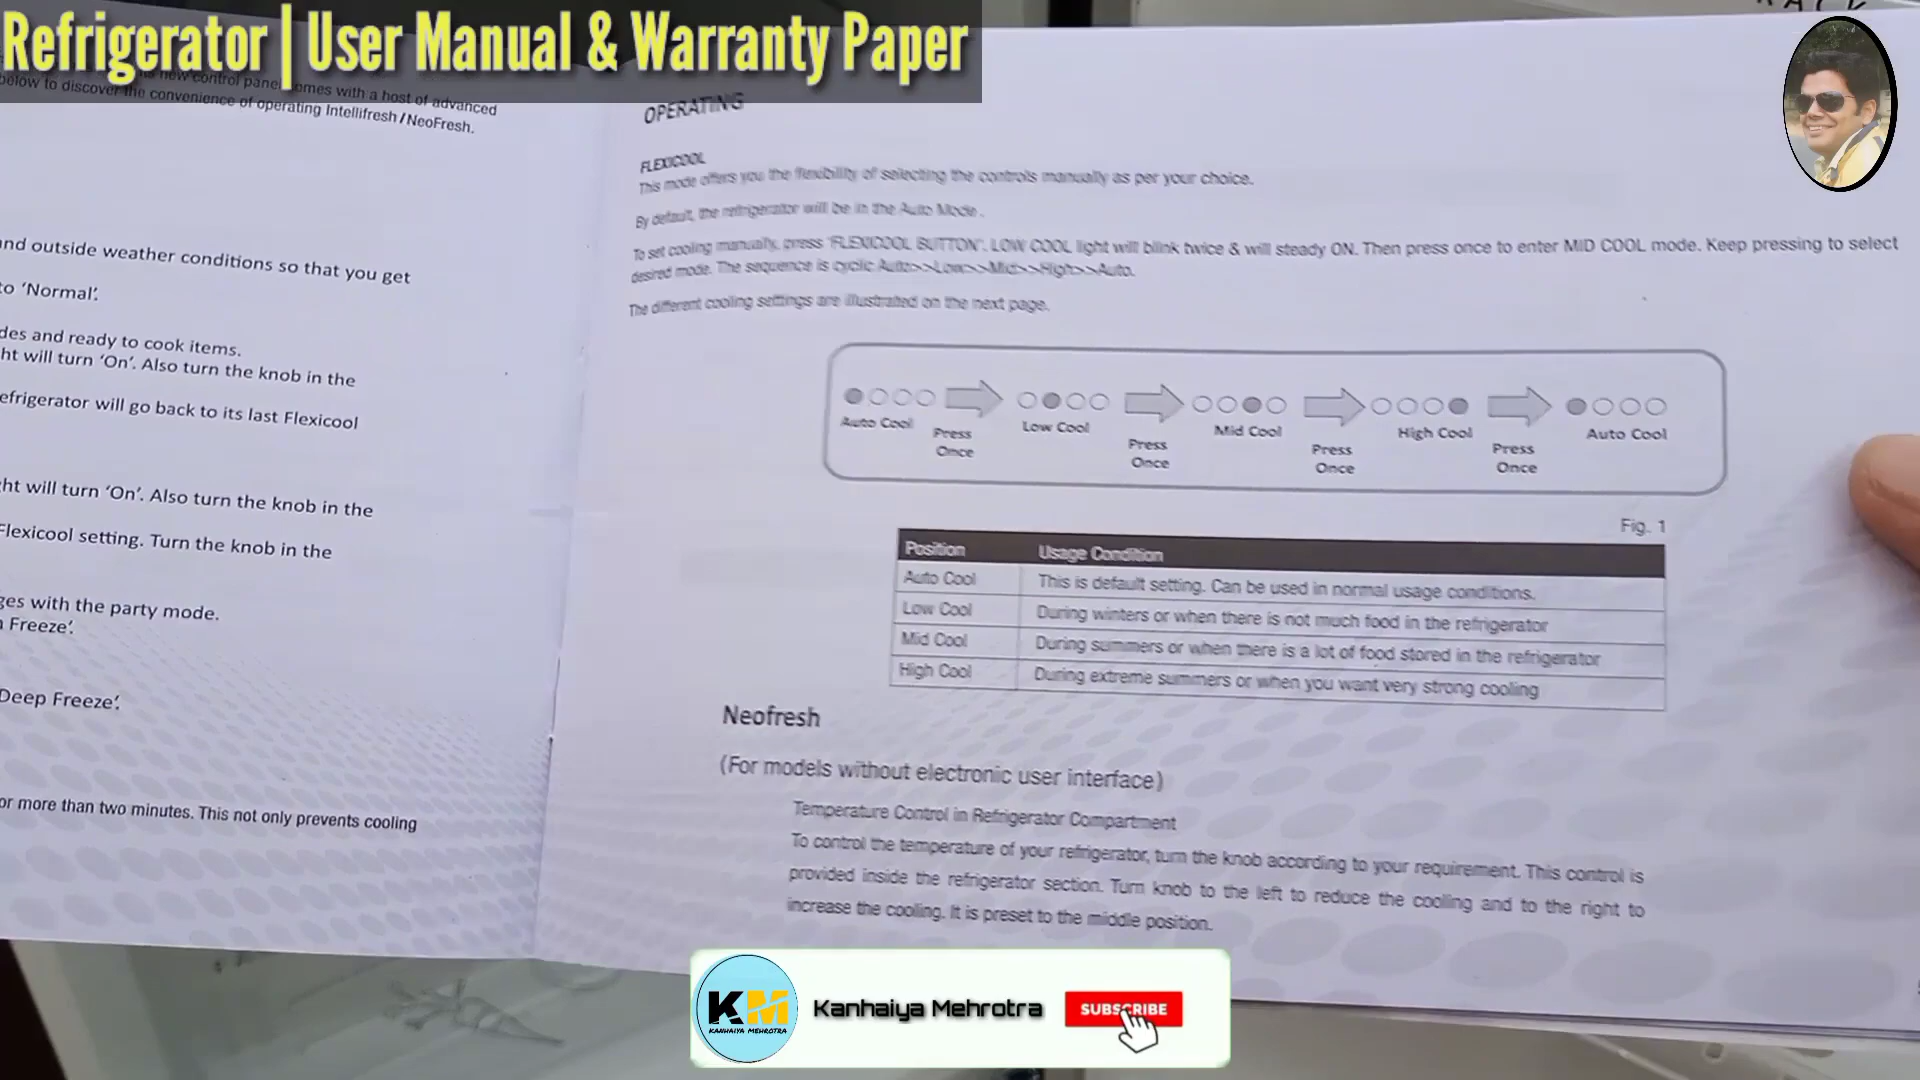 Refrigerator | User Manual & Warranty Paper
new control panel comes with a host of advanced
below to discover the convenience of operating Intellifresh/NeoFresh.
and outside weather conditions so that you get
to ‘Normal’.
des and ready to cook items.
ht will turn ‘On’. Also turn the knob in the
efrigerator will go back to its last Flexicool
ht will turn ‘On’. Also turn the knob in the
Flexicool setting. Turn the knob in the
ges with the party mode.
Freeze’.
Deep Freeze’.
or more than two minutes. This not only prevents cooling
OPERATING
FLEXICOOL
This mode offers you the flexibility of selecting the controls manually as per your choice.
By default, the refrigerator will be in the Auto Mode.
To set cooling manually, press ‘FLEXICOOL BUTTON’. LOW COOL light will blink twice & will steady ON. Then press once to enter MID COOL mode. Keep pressing to select
desired mode. The sequence is cyclic Auto>>Low>>Mid>>High>>Auto.
The different cooling settings are illustrated on the next page.
Auto Cool
Press
Once
Low Cool
Press
Once
Mid Cool
Press
Once
High Cool
Press
Once
Auto Cool
Fig. 1
Position Usage Condition
Auto Cool This is default setting. Can be used in normal usage conditions.
Low Cool During winters or when there is not much food in the refrigerator
Mid Cool During summers or when there is a lot of food stored in the refrigerator
High Cool During extreme summers or when you want very strong cooling
Neofresh
(For models without electronic user interface)
Temperature Control in Refrigerator Compartment
To control the temperature of your refrigerator, turn the knob according to your requirement. This control is
provided inside the refrigerator section. Turn knob to the left to reduce the cooling and to the right to
increase the cooling. It is preset to the middle position.
KM
KANHAIYA MEHROTRA
Kanhaiya Mehrotra
SUBSCRIBE